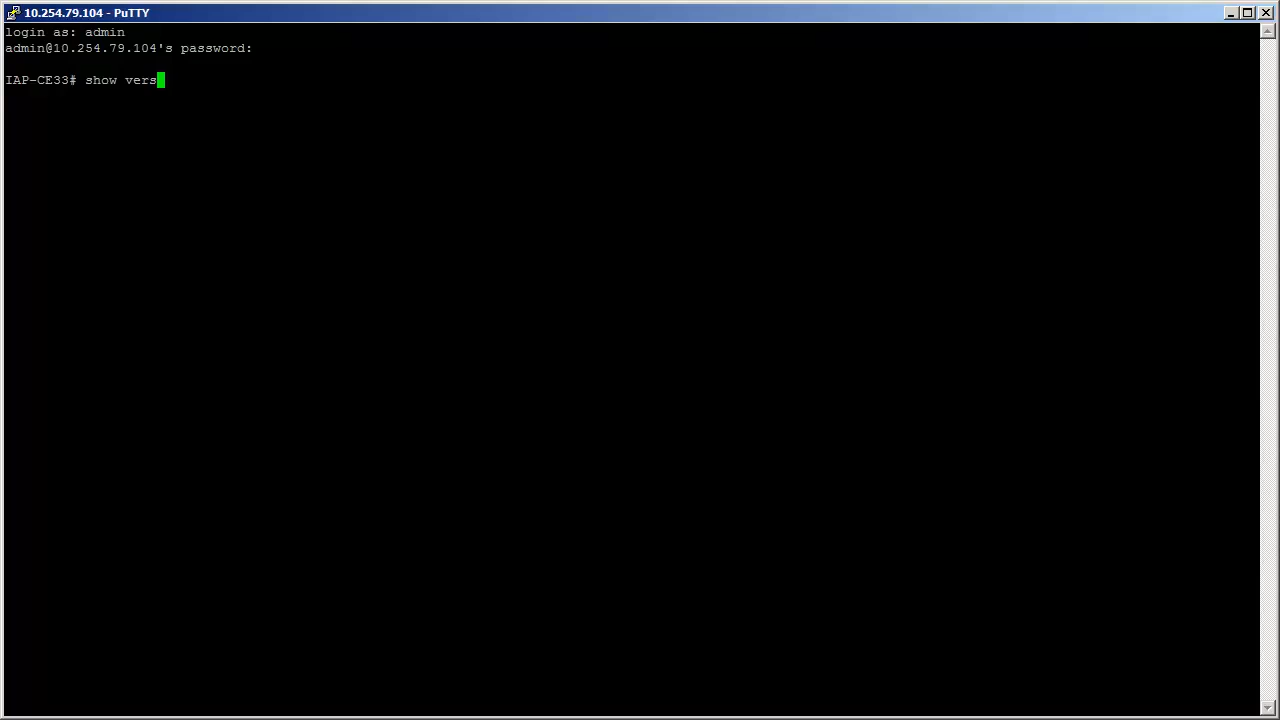 10.254.79.104 - PuTTY
login as: admin
admin@10.254.79.104's password:
IAP-CE33# show vers